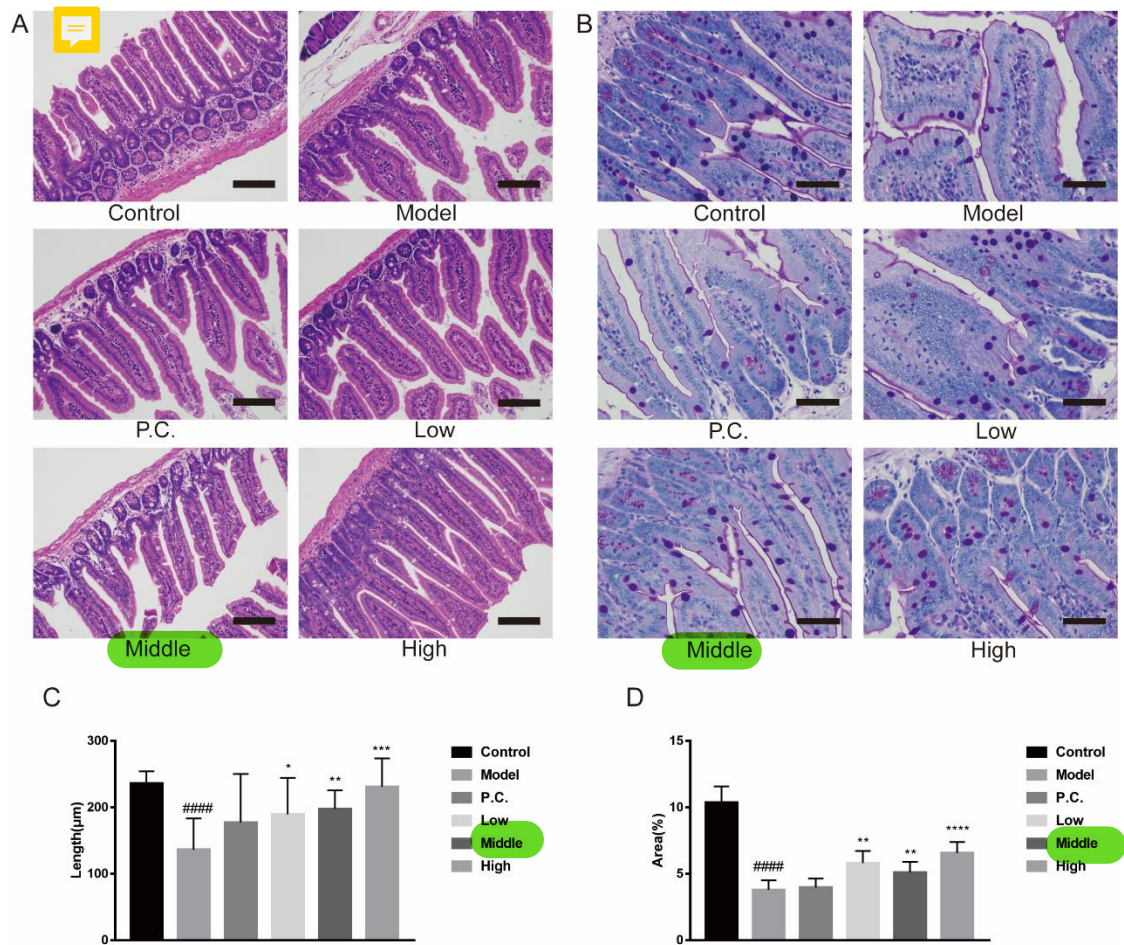 A
B
Control
Model
Control
Model
P.C.
Low
P.C.
Low
Middle
High
Middle
High
C
300
200
100
0
Length(μm)
####
*
**
***
Control
Model
P.C.
Low
Middle
High
D
15
10
5
0
Area(%)
####
**
**
****
Control
Model
P.C.
Low
Middle
High